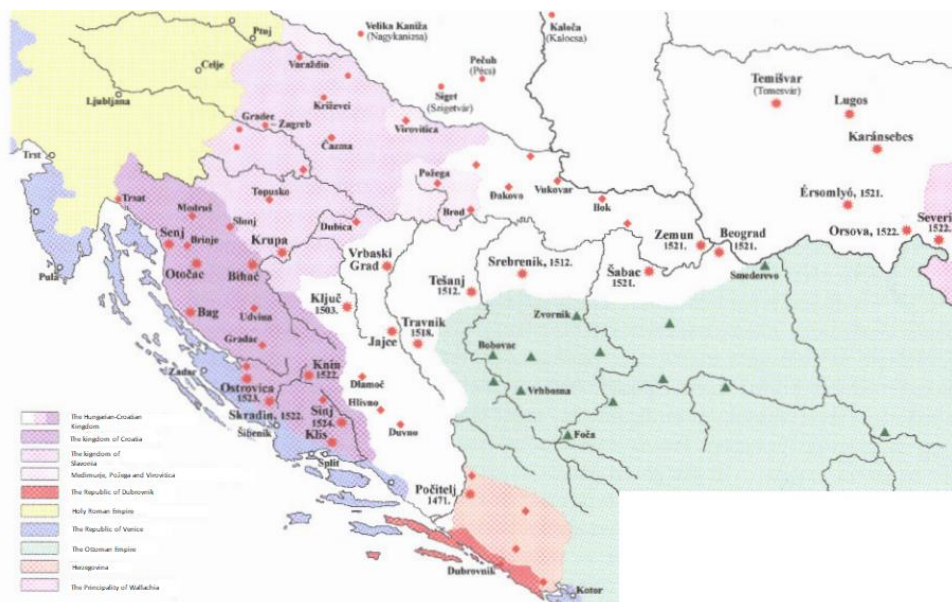 Ptuj
Velika Kaniža
(Nagykanizsa)
Kaloča
(Kalocsa)
Celje
Varaždin
Pečuh
(Pécs)
Temišvar
(Temesvár)
Ljubljana
Križevci
Siget
(Szigetvár)
Lugos
Gradec
Zagreb
Virovitica
Čazma
Karánsebes
Trst
Požega
Đakovo
Vukovar
Topusko
Trsat
Modruš
Ilok
Érsomlyó, 1521.
Slunj
Dubica
Brod
Severi
1522.
Senj
Brinje
Krupa
Zemun
1521.
Beograd
1521.
Orsova, 1522.
Vrbaski
Grad
Pula
Otočac
Bihać
Tešanj
1512.
Srebrenik, 1512.
Šabac
1521.
Smederevo
Bag
Udvina
Ključ
1503.
Zvornik
Travnik
1518.
Jajce
Gradac
Bobovac
Knin
1522.
Zadar
Ostrovica
1523.
Dlamoč
Vrhbosna
Hlivno
Skradin, 1522.
Sinj
1524.
Šibenik
Duvno
Foča
Klis
Split
Počitelj
1471.
Dubrovnik
Kotor
The Hungarian-Croatian
Kingdom
The kingdom of Croatia
The kigndom of
Slavonia
Međimurje, Požega and Virovitica
The Republic of Dubrovnik
Holy Roman Empire
The Republic of Venice
The Ottoman Empire
Herzegovina
The Principality of Wallachia